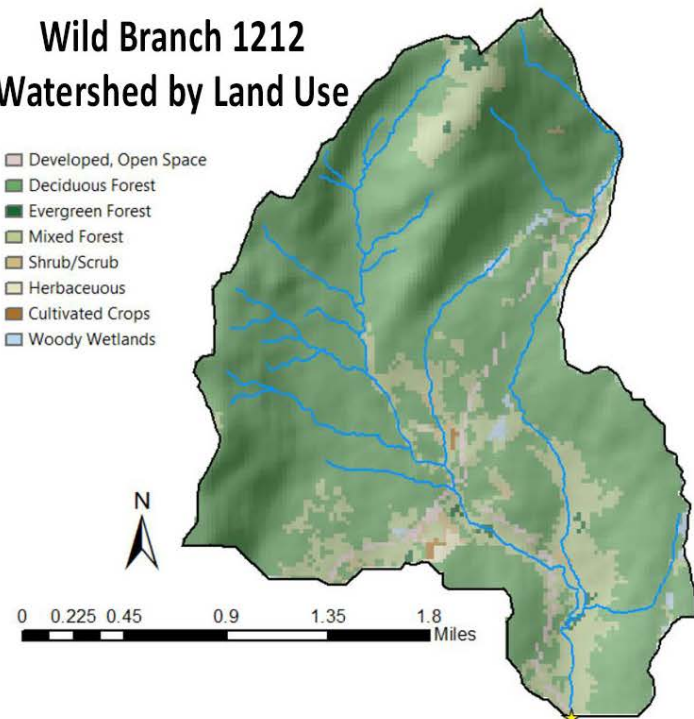 Wild Branch 1212
Watershed by Land Use
Developed, Open Space
Deciduous Forest
Evergreen Forest
Mixed Forest
Shrub/Scrub
Herbaceuous
Cultivated Crops
Woody Wetlands
N
0 0.225 0.45 0.9 1.35 1.8
Miles